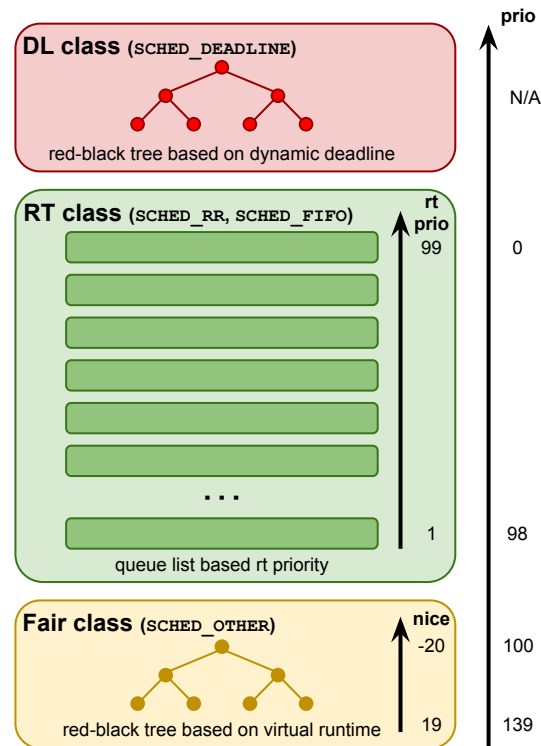 prio
DL class (SCHED_DEADLINE)
N/A
red-black tree based on dynamic deadline
RT class (SCHED_RR, SCHED_FIFO)
rt
prio
99
0
...
1
98
queue list based rt priority
Fair class (SCHED_OTHER)
nice
-20
100
red-black tree based on virtual runtime
19
139